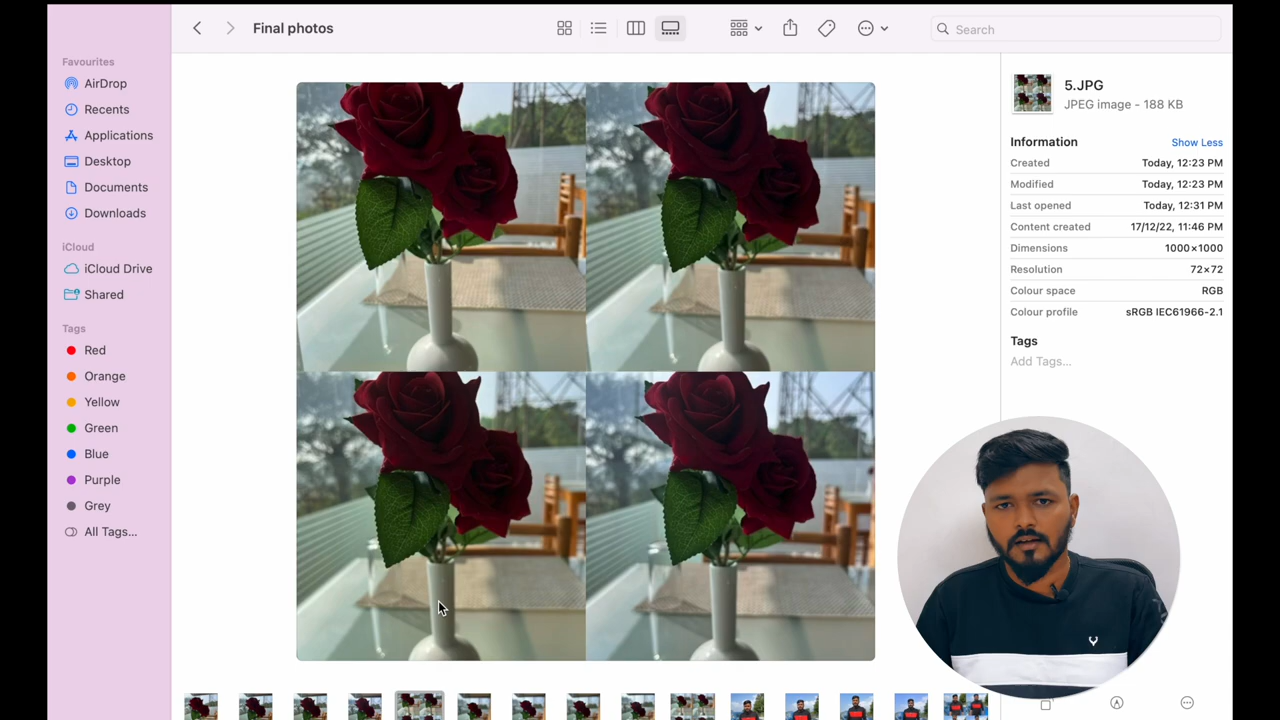 Final photos
Search
Favourites
AirDrop
Recents
Applications
Desktop
Documents
Downloads
iCloud
iCloud Drive
Shared
Tags
Red
Orange
Yellow
Green
Blue
Purple
Grey
All Tags...
5.JPG
JPEG image - 188 KB
Information Show Less
Created Today, 12:23 PM
Modified Today, 12:23 PM
Last opened Today, 12:31 PM
Content created 17/12/22, 11:46 PM
Dimensions 1000×1000
Resolution 72×72
Colour space RGB
Colour profile sRGB IEC61966-2.1
Tags
Add Tags...